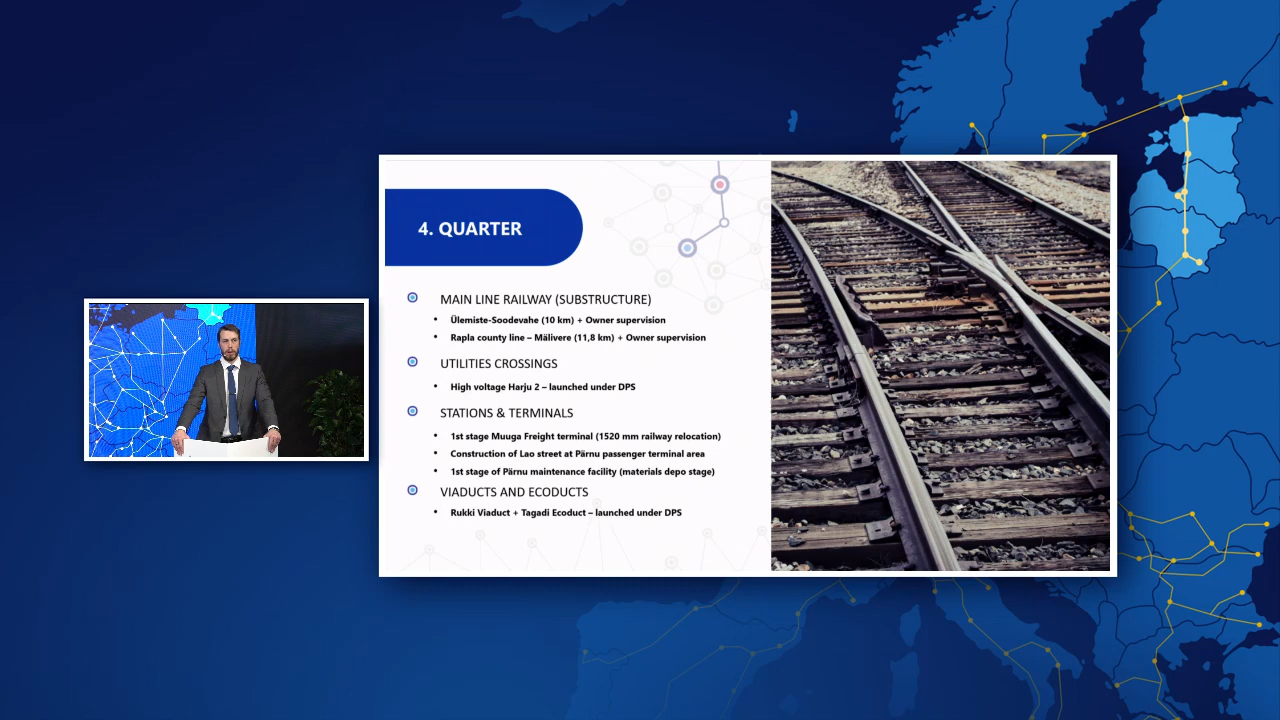 4. QUARTER
MAIN LINE RAILWAY (SUBSTRUCTURE)
• Ülemiste-Soodevahe (10 km) + Owner supervision
• Rapla county line – Mälivere (11,8 km) + Owner supervision
UTILITIES CROSSINGS
• High voltage Harju 2 – launched under DPS
STATIONS & TERMINALS
• 1st stage Muuga Freight terminal (1520 mm railway relocation)
• Construction of Lao street at Pärnu passenger terminal area
• 1st stage of Pärnu maintenance facility (materials depo stage)
VIADUCTS AND ECODUCTS
• Rukki Viaduct + Tagadi Ecoduct – launched under DPS